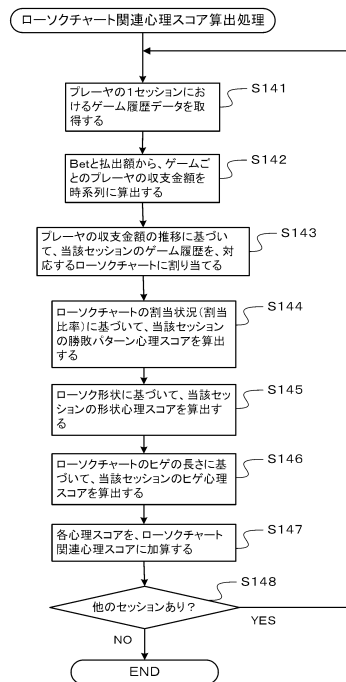 ローソクチャート関連心理スコア算出処理
プレーヤの1セッションにお
けるゲーム履歴データを取
得する
S141
Betと払出額から、ゲームご
とのプレーヤの収支金額を
時系列に算出する
S142
プレーヤの収支金額の推移に基づい
て、当該セッションのゲーム履歴を、対
応するローソクチャートに割り当てる
S143
ローソクチャートの割当状況(割当
比率)に基づいて、当該セッション
の勝敗パターン心理スコアを算出
する
S144
ローソク形状に基づいて、当該セッ
ションの形状心理スコアを算出す
る
S145
ローソクチャートのヒゲの長さに基
づいて、当該セッションのヒゲ心理
スコアを算出する
S146
各心理スコアを、ローソクチャート
関連心理スコアに加算する
S147
他のセッションあり?
S148
YES
NO
END